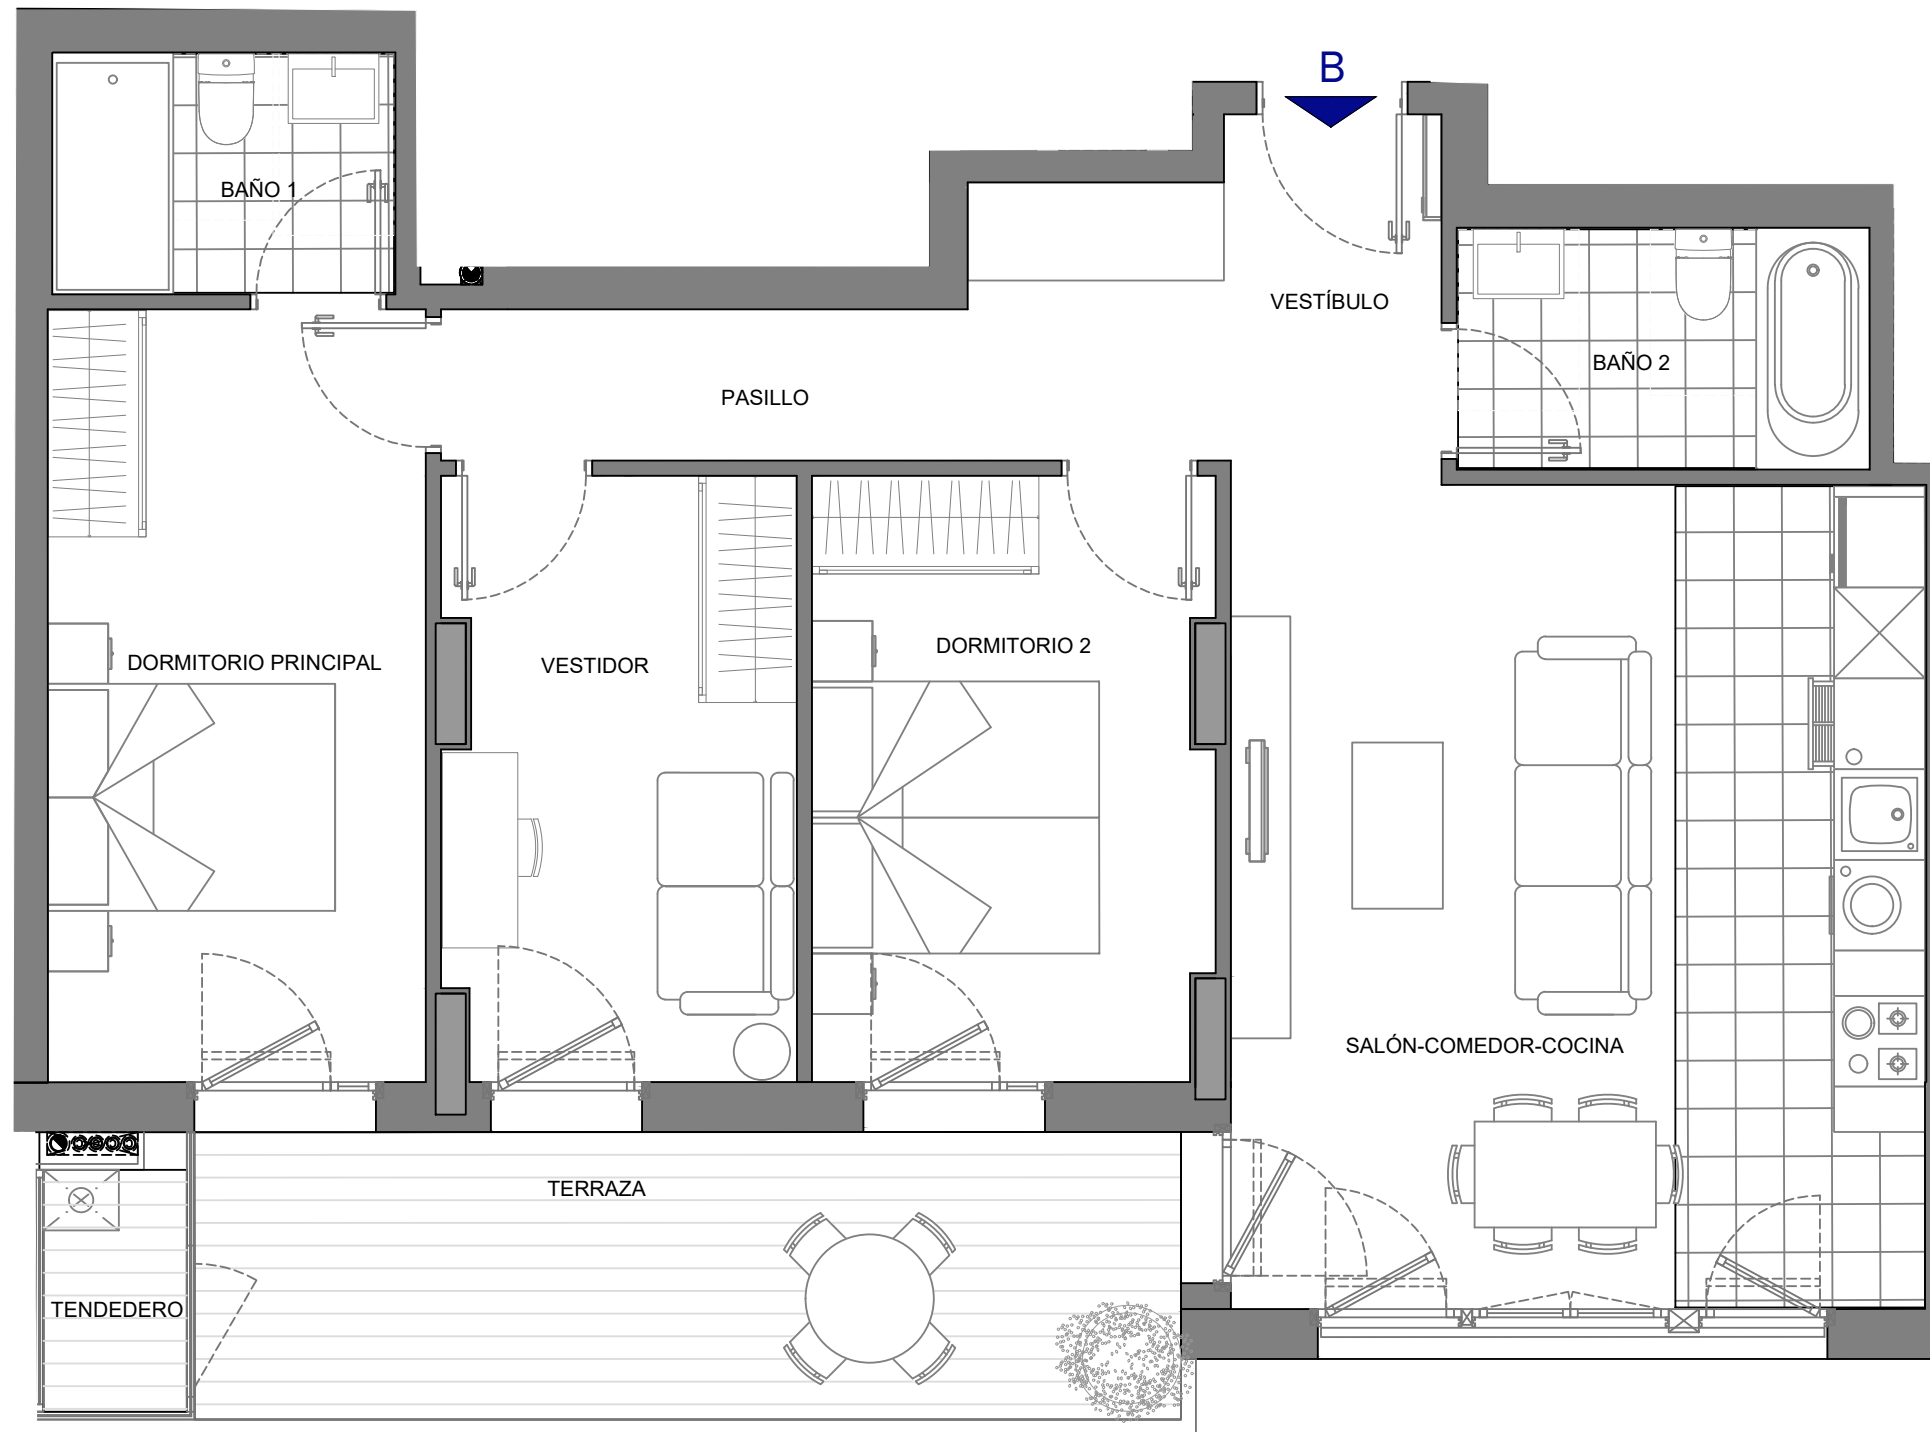 B
BAÑO 1
VESTÍBULO
BAÑO 2
PASILLO
DORMITORIO PRINCIPAL
VESTIDOR
DORMITORIO 2
SALÓN-COMEDOR-COCINA
TERRAZA
TENDEDERO